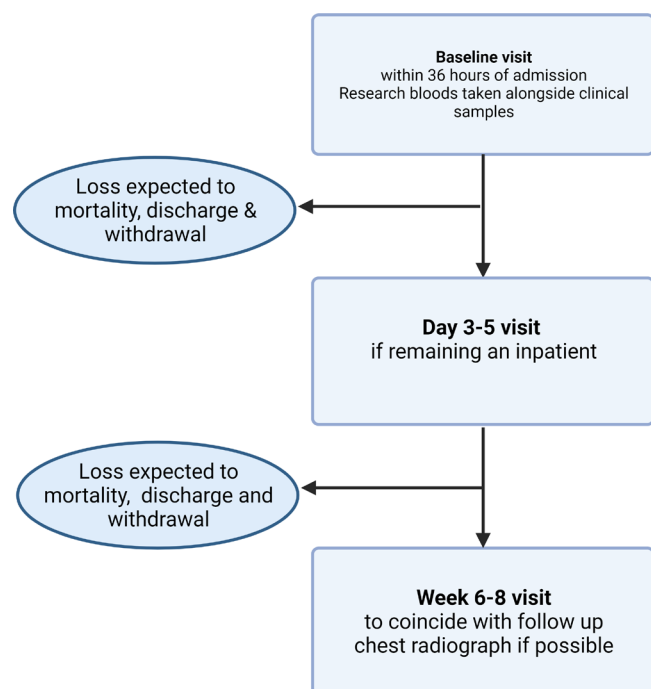 Baseline visit
within 36 hours of admission
Research bloods taken alongside clinical
samples
Loss expected to
mortality, discharge &
withdrawal
Day 3-5 visit
if remaining an inpatient
Loss expected to
mortality,  discharge and
withdrawal
Week 6-8 visit
to coincide with follow up
chest radiograph if possible